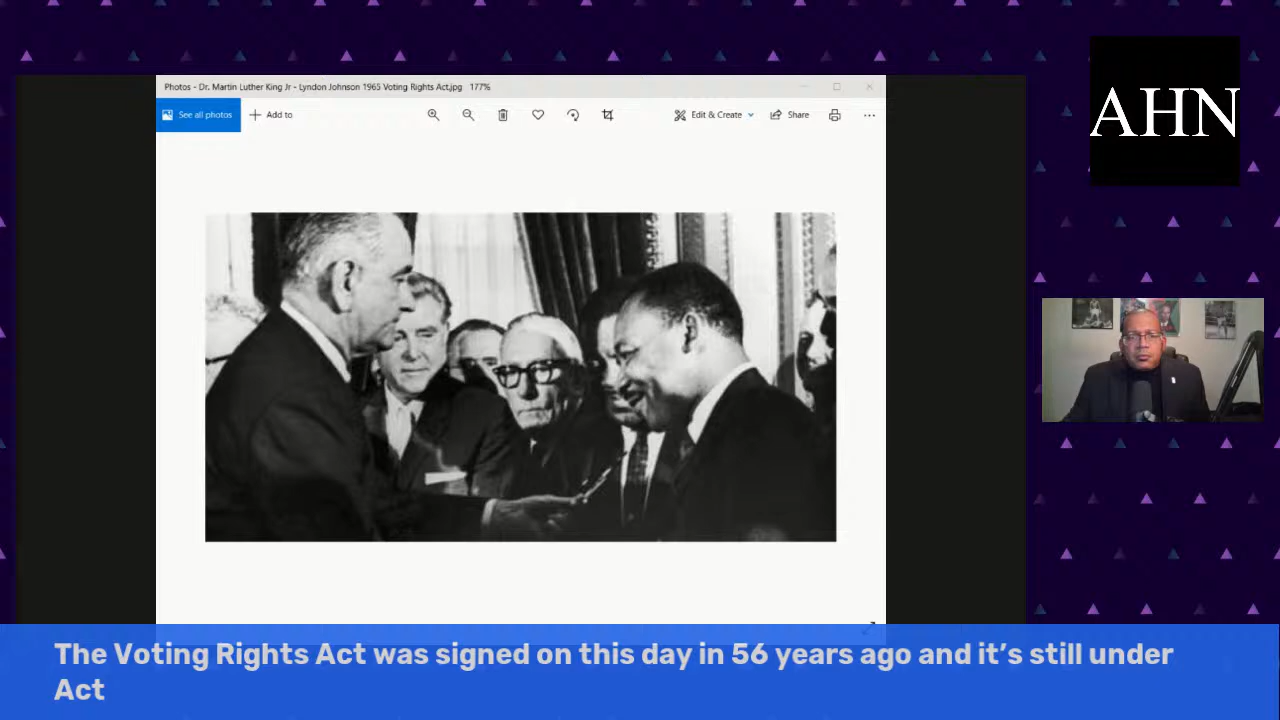 Photos - Dr. Martin Luther King Jr - Lyndon Johnson 1965 Voting Rights Act.jpg 177%
See all photos
Add to
Edit & Create
Share
AHN
The Voting Rights Act was signed on this day in 56 years ago and it's still under
Act